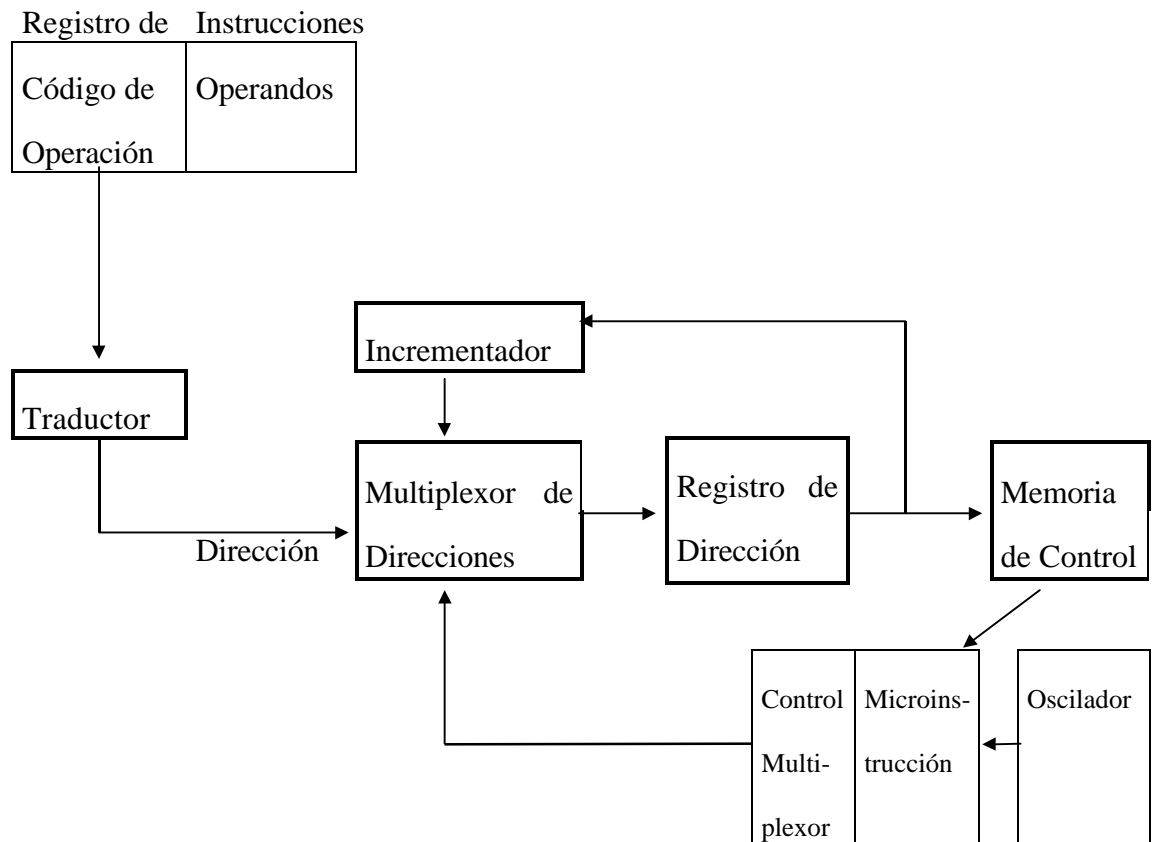 Registro de Instrucciones
Código de
Operación
Operandos
Incrementador
Traductor
Dirección
Multiplexor de
Direcciones
Registro de
Dirección
Memoria
de Control
Control
Multi-
plexor
Microins-
trucción
Oscilador